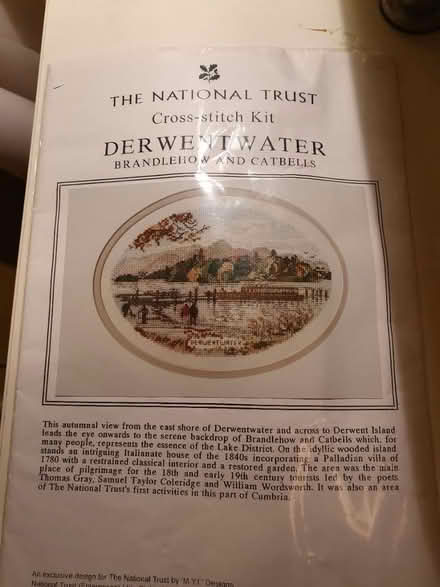 THE NATIONAL TRUST
Cross-stitch Kit
DERWENTWATER
BRANDLEHOW AND CATBELLS
DERWENTWATER
This autumnal view from the east shore of Derwentwater and across to Derwent Island
leads the eye onwards to the serene backdrop of Brandlehow and Catbells which, for
many people, represents the essence of the Lake District. On the idyllic wooded island
stands an intriguing Italianate house of the 1840s incorporating a Palladian villa of
1780 with a restrained classical interior and a restored garden. The area was the main
place of pilgrimage for the 18th and early 19th century tourists led by the poets
Thomas Gray, Samuel Taylor Coleridge and William Wordsworth. It was also an area
of The National Trust's first activities in this part of Cumbria.
An exclusive design for The National Trust by "M.Y.F." Designs
National Trust